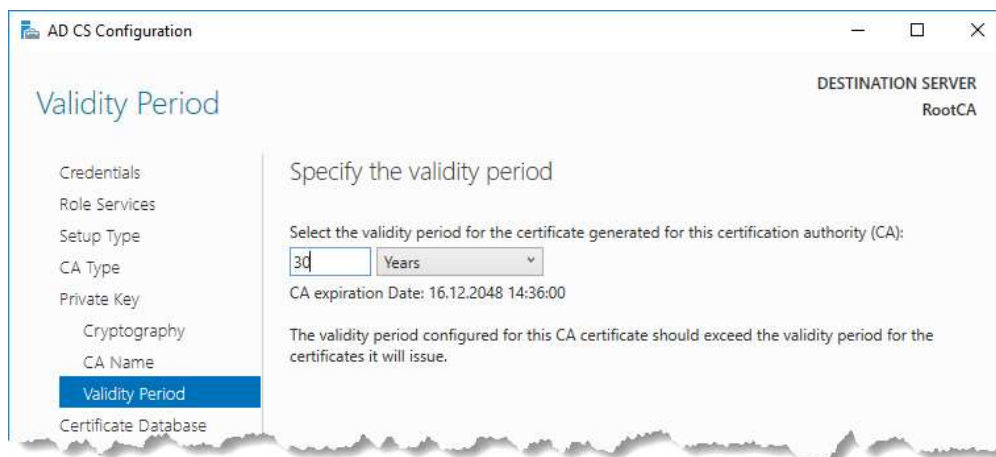 AD CS Configuration
Validity Period
DESTINATION SERVER
RootCA
Credentials
Role Services
Setup Type
CA Type
Private Key
Cryptography
CA Name
Validity Period
Certificate Database
Specify the validity period
Select the validity period for the certificate generated for this certification authority (CA):
30 Years
CA expiration Date: 16.12.2048 14:36:00
The validity period configured for this CA certificate should exceed the validity period for the
certificates it will issue.